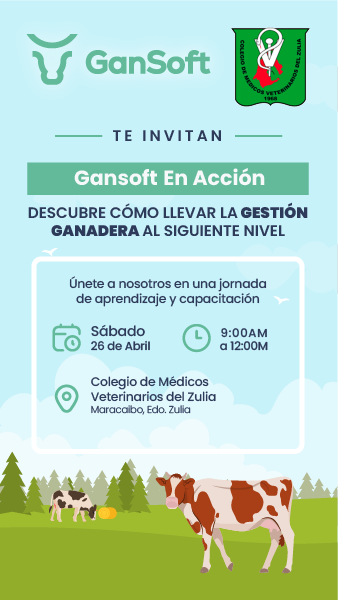 GanSoft
COLEGIO DE MEDICOS VETERINARIOS DEL ZULIA
1968
TE INVITAN
Gansoft En Acción
DESCUBRE CÓMO LLEVAR LA GESTIÓN
GANADERA AL SIGUIENTE NIVEL
Únete a nosotros en una jornada
de aprendizaje y capacitación
Sábado
26 de Abril
9:00AM
a 12:00M
Colegio de Médicos
Veterinarios del Zulia
Maracaibo, Edo. Zulia